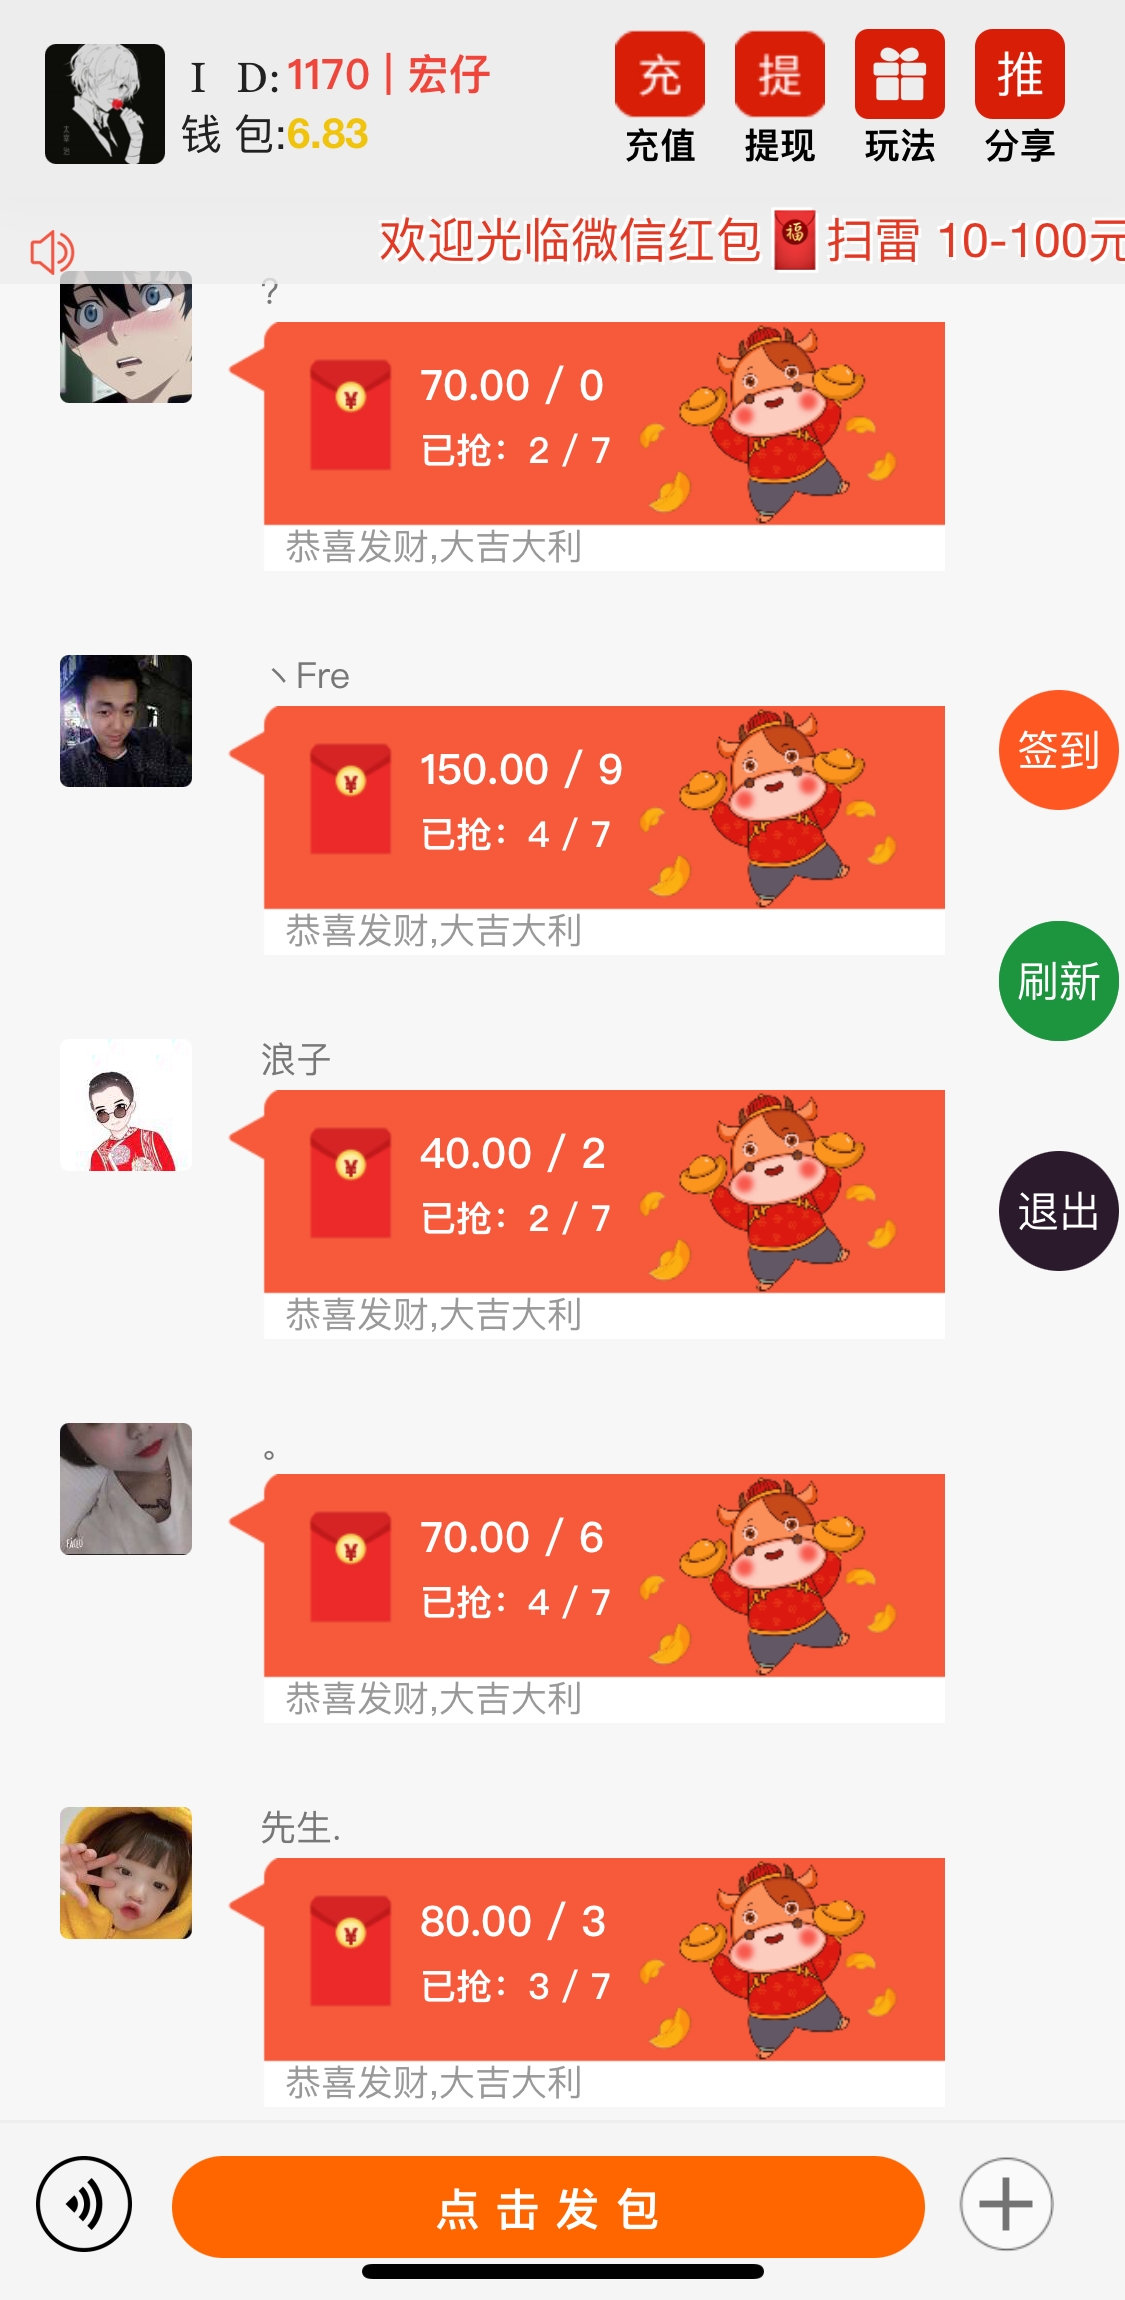 I D:1170 | 宏仔
钱 包:6.83
充
提
推
充值
提现
玩法
分享
欢迎光临微信红包🧧扫雷 10-100元
?
70.00 / 0
已抢：2 / 7
恭喜发财,大吉大利
丶Fre
150.00 / 9
已抢：4 / 7
恭喜发财,大吉大利
签到
刷新
浪子
40.00 / 2
已抢：2 / 7
恭喜发财,大吉大利
退出
。
70.00 / 6
已抢：4 / 7
恭喜发财,大吉大利
先生.
80.00 / 3
已抢：3 / 7
恭喜发财,大吉大利
点击发包